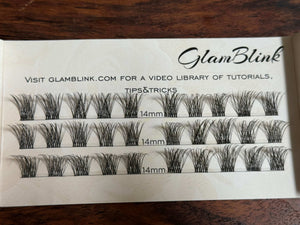 GlamBlink
VISIT GLAMBLINK.COM FOR A VIDEO LIBRARY OF TUTORIALS,
TIPS&TRICKS
14mm
14mm
14mm